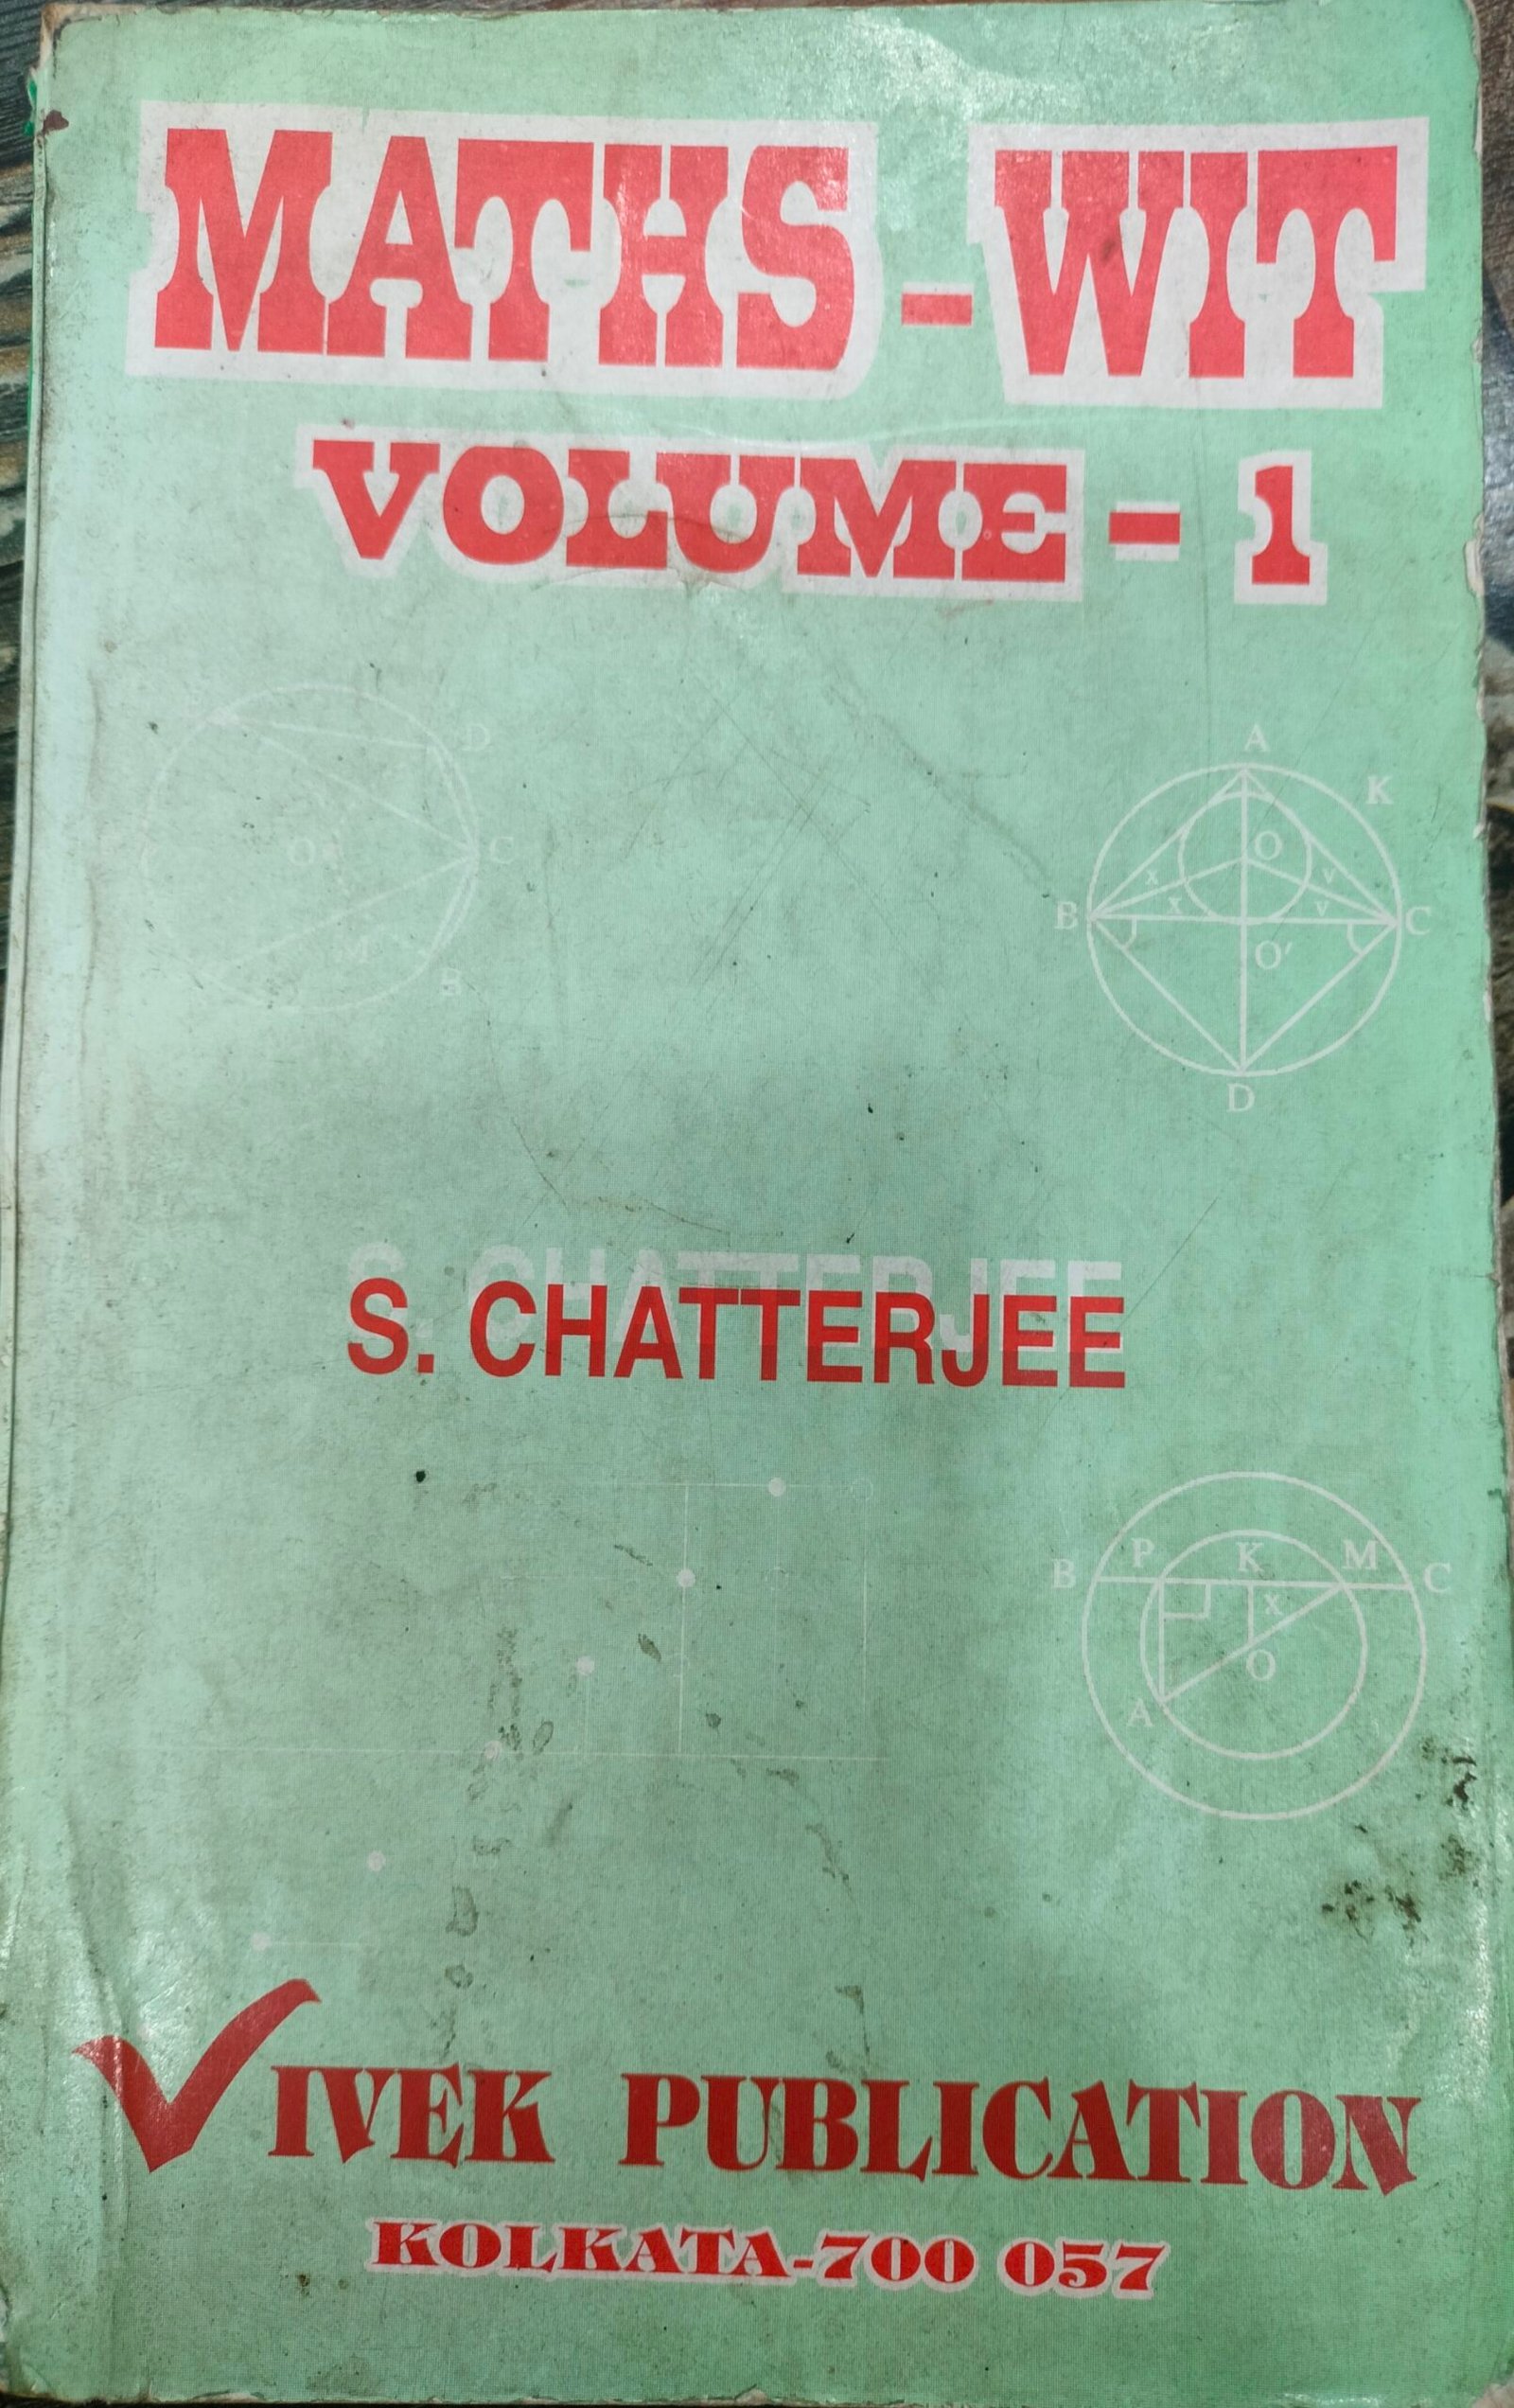 MATHS-WIT
VOLUME - 1
D
O
C
B
A
K
O
x
v
x
v
B
C
O'
D
S. CHATTERJEE
B
P
K
M
C
x
O
A
VIVEK PUBLICATION
KOLKATA-700 057